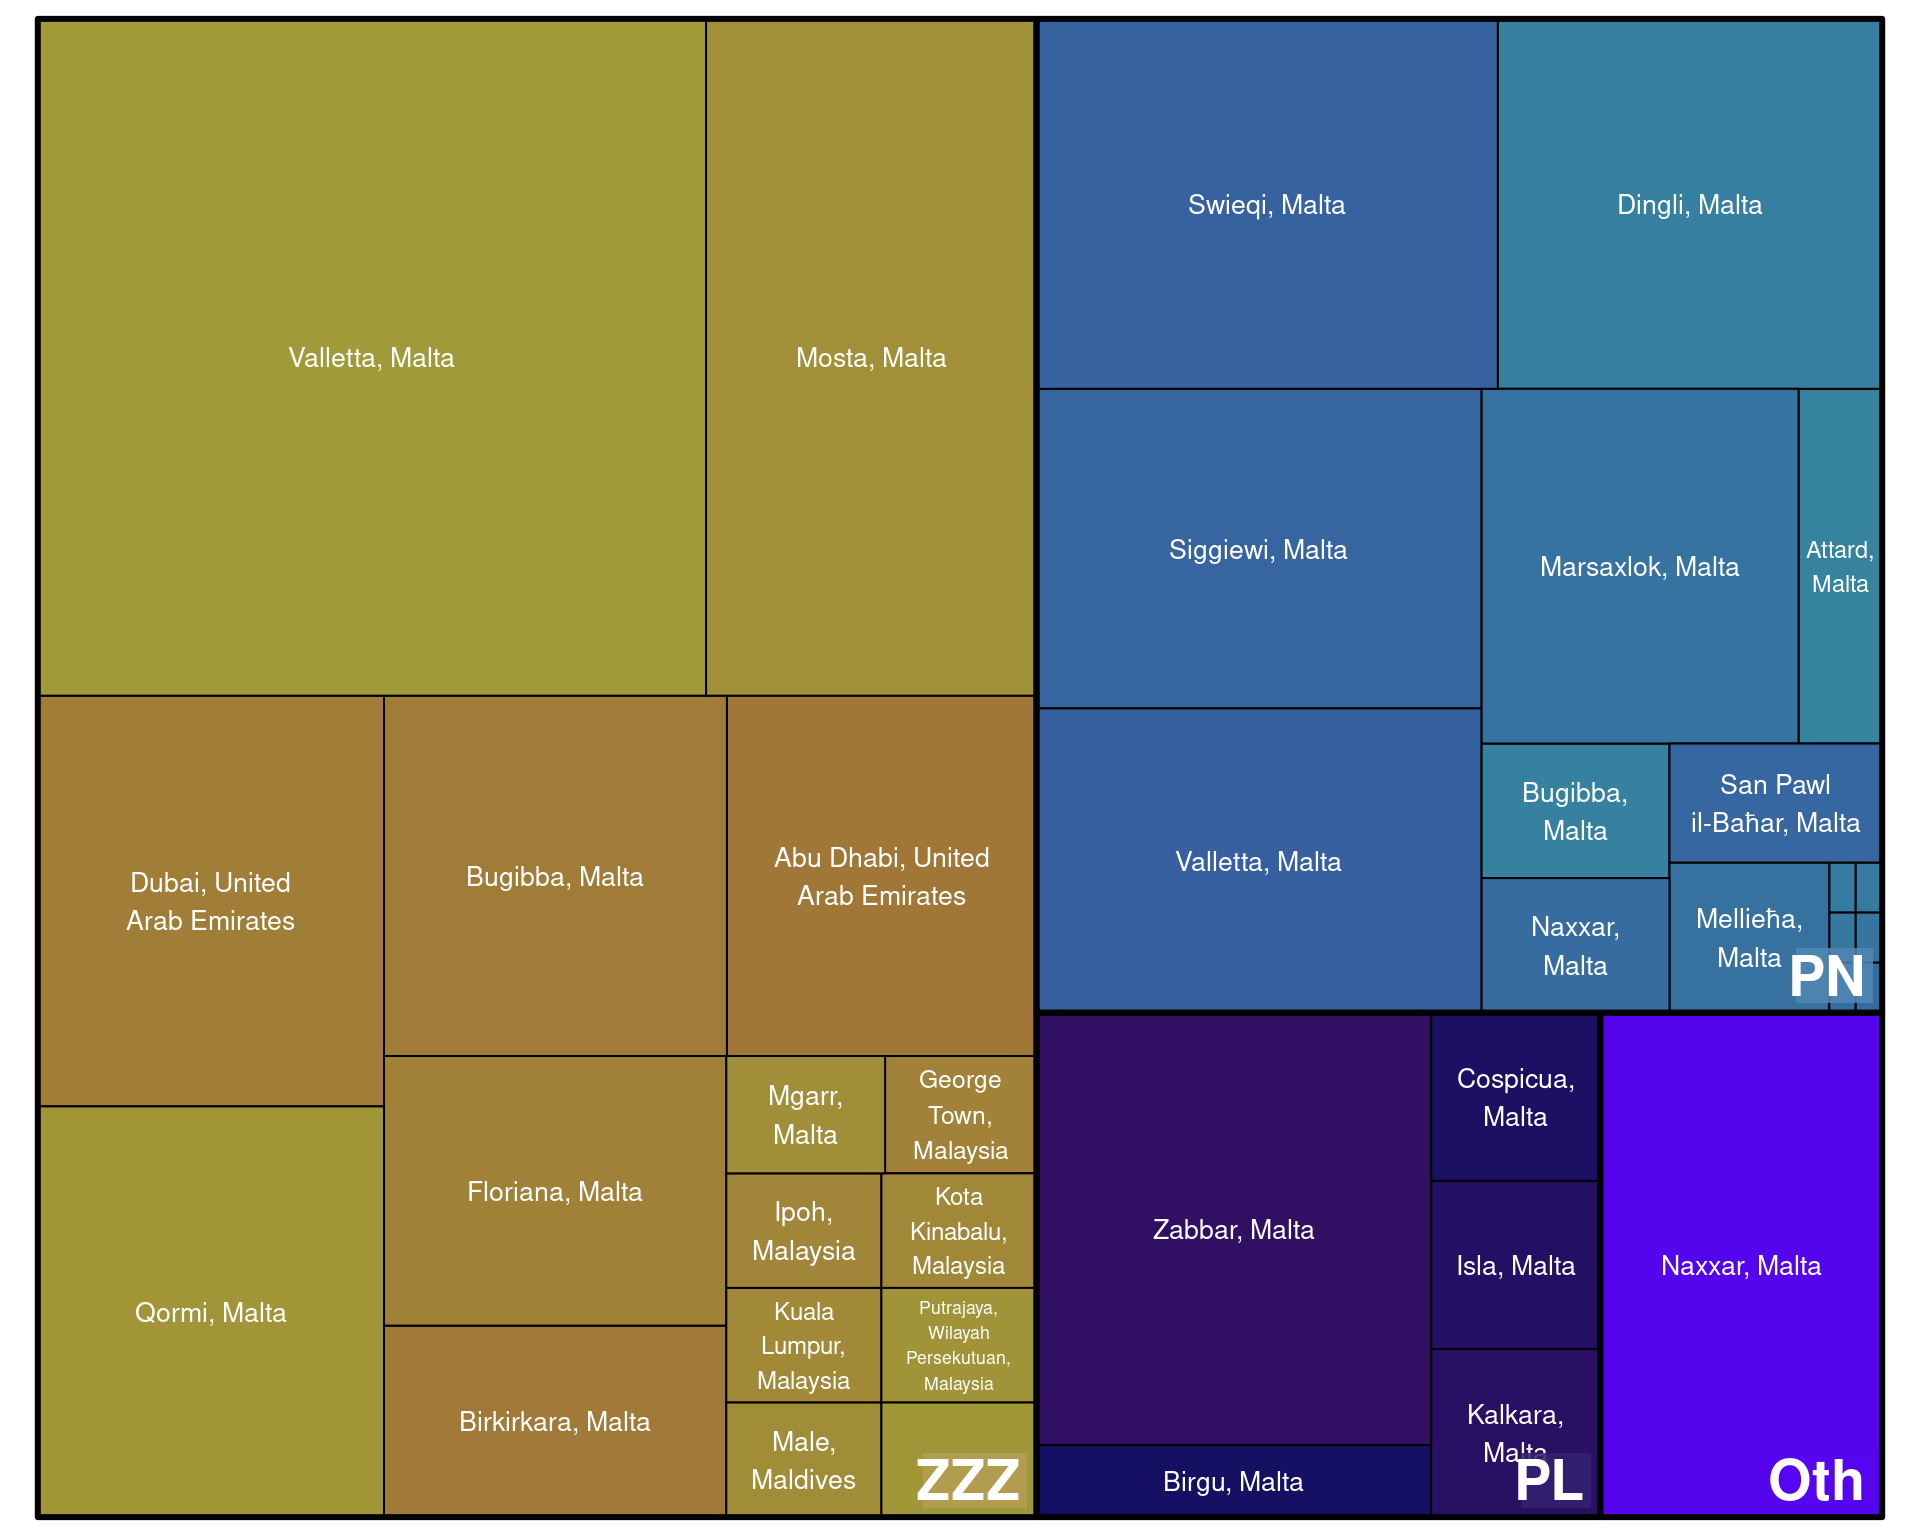 Valletta, Malta
Mosta, Malta
Dubai, United
Arab Emirates
Bugibba, Malta
Abu Dhabi, United
Arab Emirates
Qormi, Malta
Floriana, Malta
Birkirkara, Malta
Mgarr,
Malta
George
Town,
Malaysia
Ipoh,
Malaysia
Kota
Kinabalu,
Malaysia
Kuala
Lumpur,
Malaysia
Putrajaya,
Wilayah
Persekutuan,
Malaysia
Male,
Maldives
ZZZ
Swieqi, Malta
Dingli, Malta
Siggiewi, Malta
Marsaxlok, Malta
Attard,
Malta
Valletta, Malta
Bugibba,
Malta
San Pawl
il-Baħar, Malta
Naxxar,
Malta
Mellieħa,
Malta
PN
Zabbar, Malta
Cospicua,
Malta
Isla, Malta
Kalkara,
Malta
Birgu, Malta
PL
Naxxar, Malta
Oth